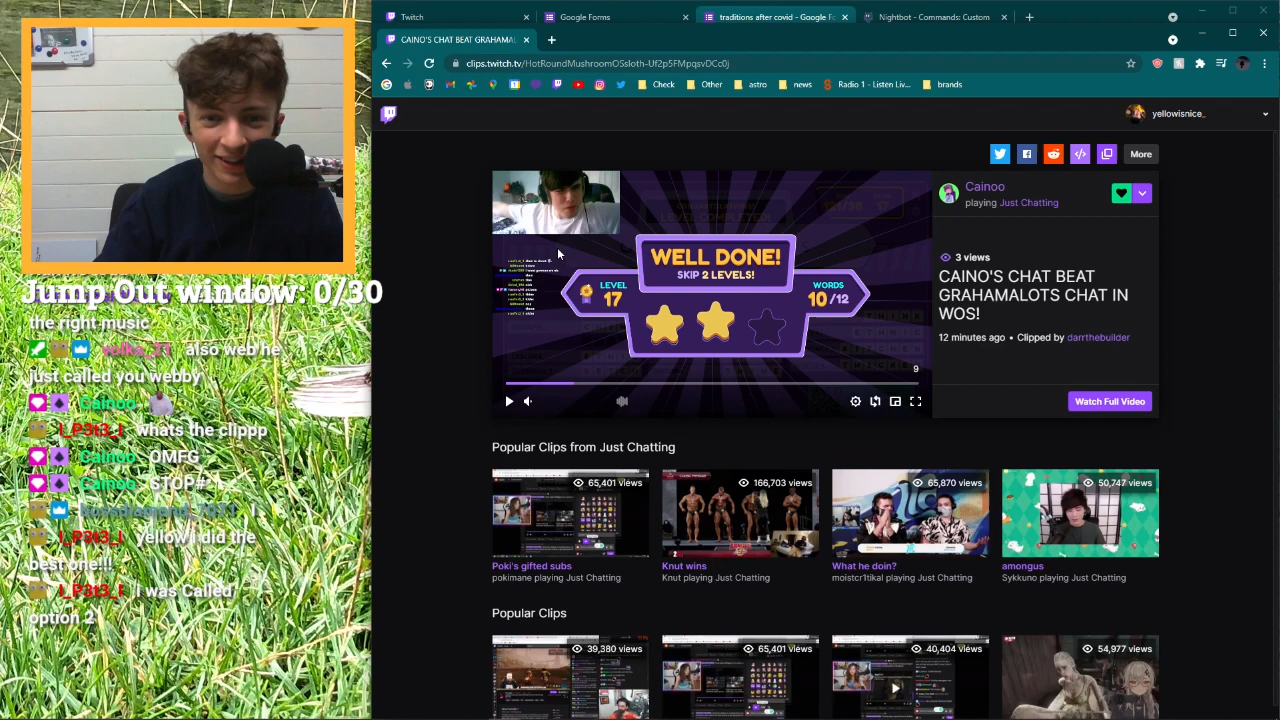 Twitch
Google Forms
traditions after covid - Google Fo
Nightbot - Commands: Custom
CAINO'S CHAT BEAT GRAHAMAL
clips.twitch.tv/HotRoundMushroomOSsloth-Uf2p5FMpqsvDCc0j
Check
Other
astro
news
Radio 1 - Listen Liv...
brands
yellowisnice_
More
Cainoo
playing Just Chatting
WELL DONE!
SKIP 2 LEVELS!
LEVEL
17
WORDS
10/12
9
3 views
CAINO'S CHAT BEAT
GRAHAMALOTS CHAT IN
WOS!
12 minutes ago • Clipped by darrthebuilder
Watch Full Video
Jump Out window: 0/30
the right music
volks_21 also web he
just called you webby
Cainoo
I_P3t3_I whats the clippp
Cainoo OMFG
Cainoo STOP#*1
I_P3t3_I yellow i did the
best one!!!
I_P3t3_I I was Called
option 2
Popular Clips from Just Chatting
65,401 views
166,703 views
65,870 views
50,747 views
Poki's gifted subs
pokimane playing Just Chatting
Knut wins
Knut playing Just Chatting
What he doin?
moistcr1tikal playing Just Chatting
amongus
Sykkuno playing Just Chatting
Popular Clips
39,380 views
65,401 views
40,404 views
54,977 views